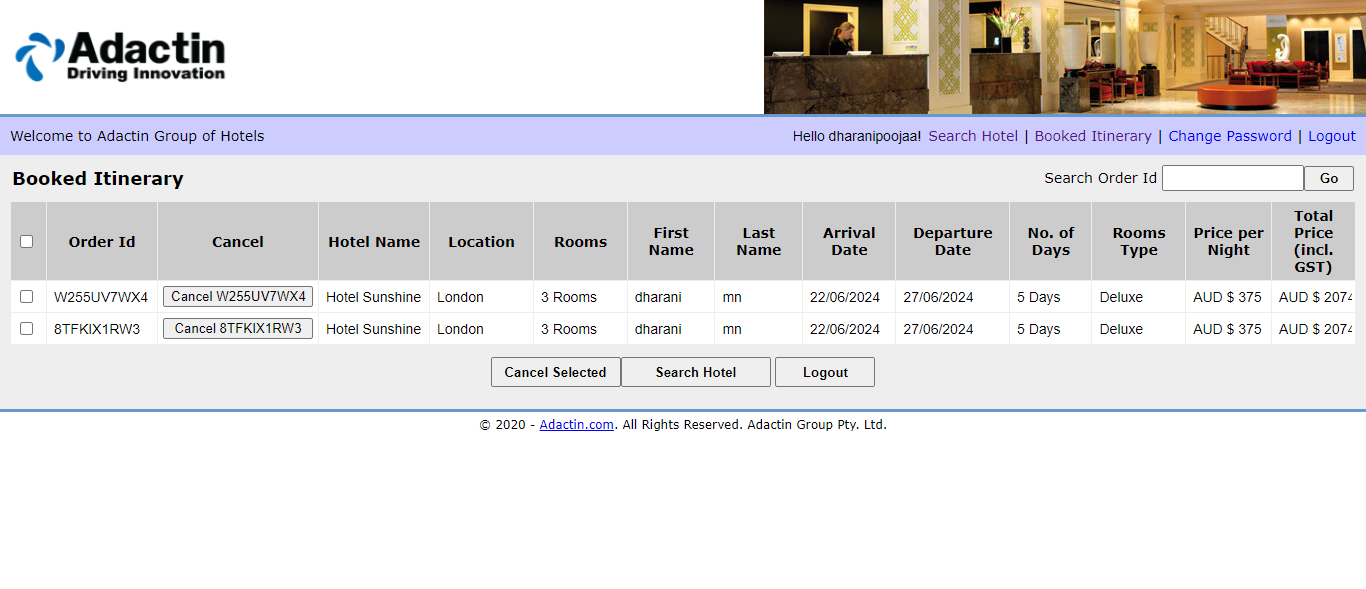 Adactin
Driving Innovation
Welcome to Adactin Group of Hotels
Hello dharanipoojaa! Search Hotel | Booked Itinerary | Change Password | Logout
Booked Itinerary
Search Order Id Go
Order Id Cancel Hotel Name Location Rooms First Name Last Name Arrival Date Departure Date No. of Days Rooms Type Price per Night Total Price (incl. GST)
W255UV7WX4 Cancel W255UV7WX4 Hotel Sunshine London 3 Rooms dharani mn 22/06/2024 27/06/2024 5 Days Deluxe AUD $ 375 AUD $ 2074
8TFKIX1RW3 Cancel 8TFKIX1RW3 Hotel Sunshine London 3 Rooms dharani mn 22/06/2024 27/06/2024 5 Days Deluxe AUD $ 375 AUD $ 2074
Cancel Selected Search Hotel Logout
© 2020 - Adactin.com. All Rights Reserved. Adactin Group Pty. Ltd.